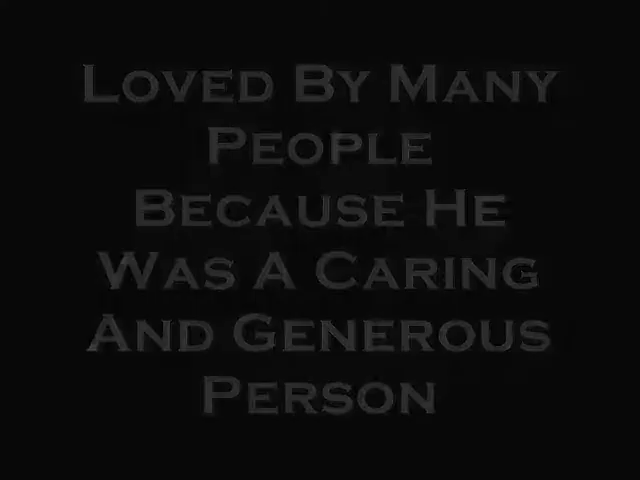 Loved By Many
People
Because He
Was A Caring
And Generous
Person